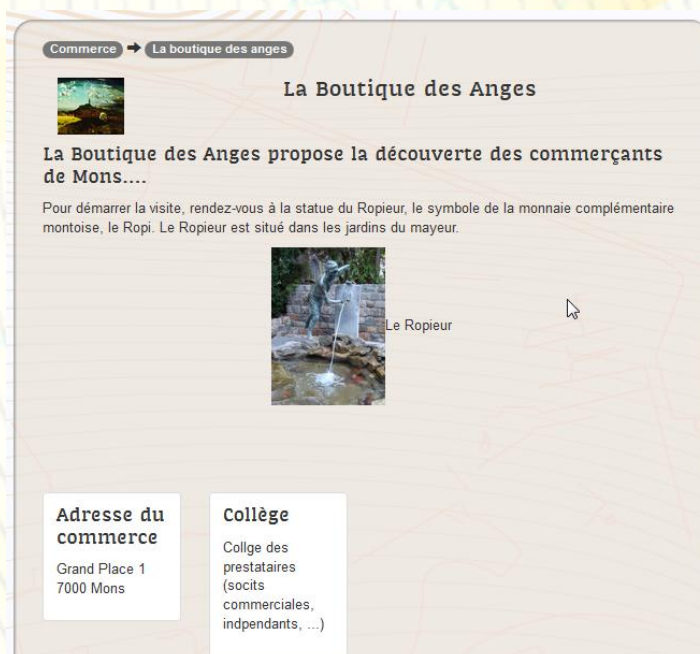 Commerce La boutique des anges
La Boutique des Anges
La Boutique des Anges propose la découverte des commerçants
de Mons....
Pour démarrer la visite, rendez-vous à la statue du Ropieur, le symbole de la monnaie complémentaire
montoise, le Ropi. Le Ropieur est situé dans les jardins du mayeur.
Le Ropieur
Adresse du
commerce
Grand Place 1
7000 Mons
Collège
Collge des
prestataires
(socits
commerciales,
indpendants, ...)